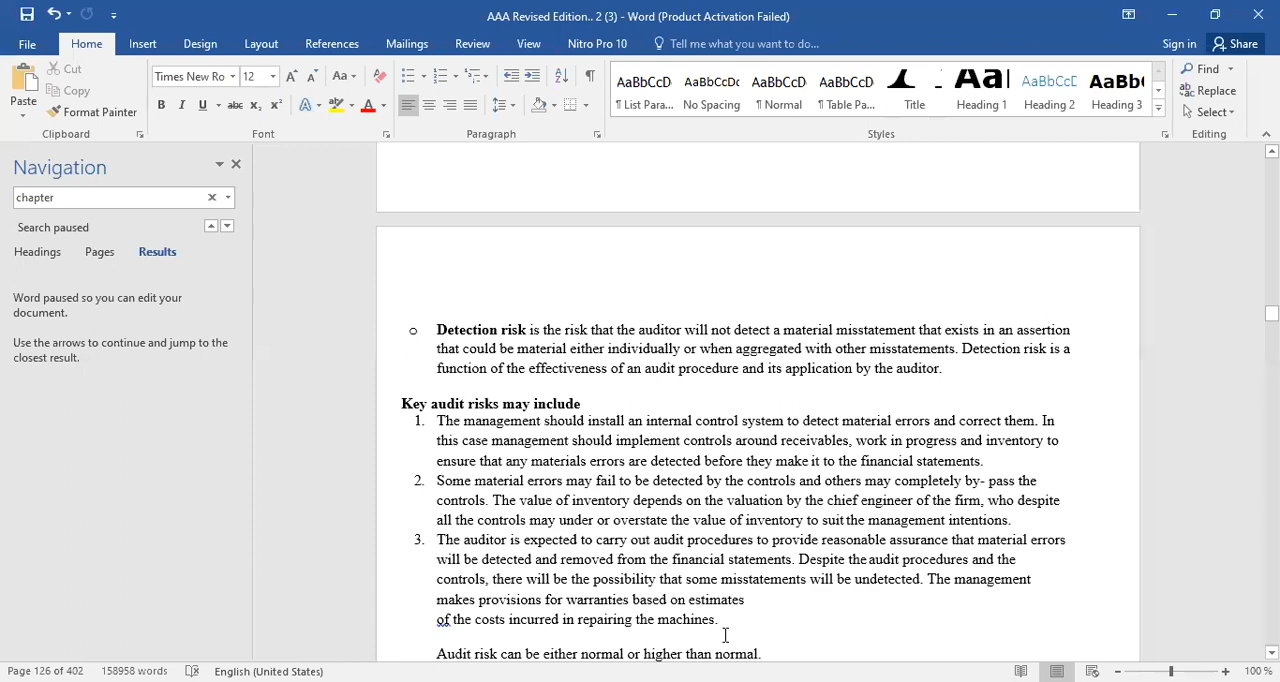 AAA Revised Edition.. 2 (3) - Word (Product Activation Failed)
File Home Insert Design Layout References Mailings Review View Nitro Pro 10 Tell me what you want to do... Sign in Share
Paste
Cut
Copy
Format Painter
Clipboard
Times New Ro 12
Font
Paragraph
AaBbCcD AaBbCcDc AaBbCcD AaBbCcD AaBbCcD AaBbC
¶ List Para... ¶ No Spacing ¶ Normal ¶ Table Pa... Title Heading 1 Heading 2 Heading 3
Styles
Find
Replace
Select
Editing
Navigation
chapter
Search paused
Headings Pages Results
Word paused so you can edit your
document.
Use the arrows to continue and jump to the
closest result.
o Detection risk is the risk that the auditor will not detect a material misstatement that exists in an assertion
that could be material either individually or when aggregated with other misstatements. Detection risk is a
function of the effectiveness of an audit procedure and its application by the auditor.
Key audit risks may include
1. The management should install an internal control system to detect material errors and correct them. In
this case management should implement controls around receivables, work in progress and inventory to
ensure that any materials errors are detected before they make it to the financial statements.
2. Some material errors may fail to be detected by the controls and others may completely by- pass the
controls. The value of inventory depends on the valuation by the chief engineer of the firm, who despite
all the controls may under or overstate the value of inventory to suit the management intentions.
3. The auditor is expected to carry out audit procedures to provide reasonable assurance that material errors
will be detected and removed from the financial statements. Despite the audit procedures and the
controls, there will be the possibility that some misstatements will be undetected. The management
makes provisions for warranties based on estimates
of the costs incurred in repairing the machines.
Audit risk can be either normal or higher than normal.
Page 126 of 402 158958 words English (United States) 100 %